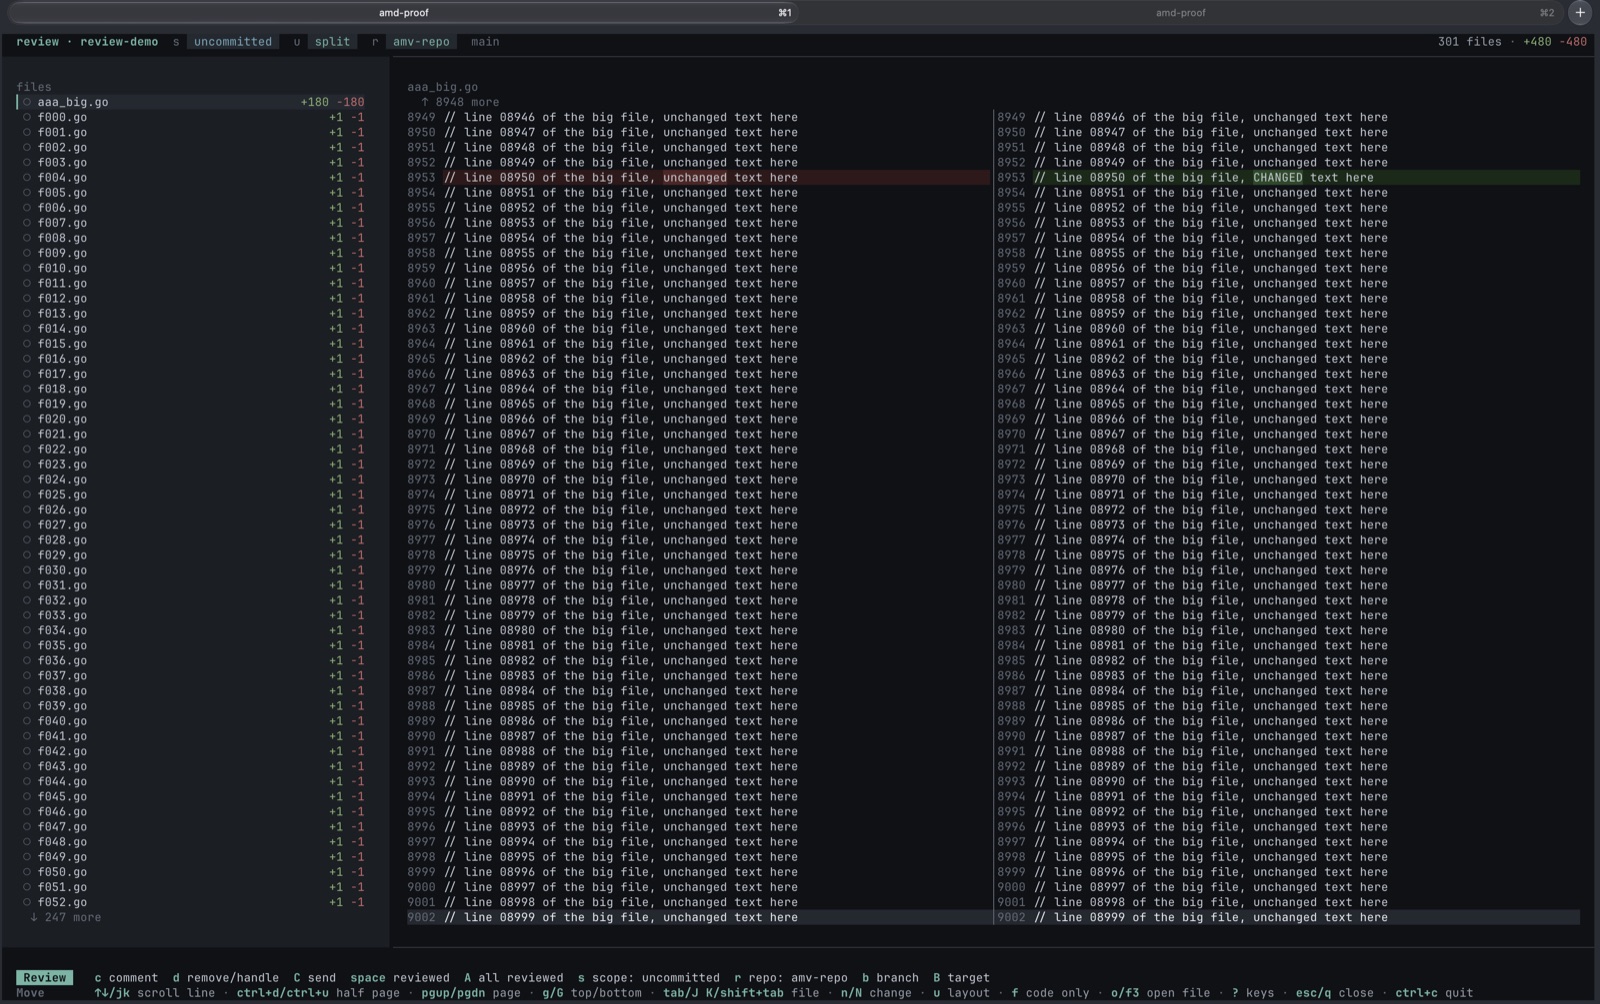 amd-proof ⌘1 amd-proof ⌘2 +
review · review-demo s uncommitted u split r amv-repo main 301 files · +480 -480
files
aaa_big.go +180 -180
f000.go +1 -1
f001.go +1 -1
f002.go +1 -1
f003.go +1 -1
f004.go +1 -1
f005.go +1 -1
f006.go +1 -1
f007.go +1 -1
f008.go +1 -1
f009.go +1 -1
f010.go +1 -1
f011.go +1 -1
f012.go +1 -1
f013.go +1 -1
f014.go +1 -1
f015.go +1 -1
f016.go +1 -1
f017.go +1 -1
f018.go +1 -1
f019.go +1 -1
f020.go +1 -1
f021.go +1 -1
f022.go +1 -1
f023.go +1 -1
f024.go +1 -1
f025.go +1 -1
f026.go +1 -1
f027.go +1 -1
f028.go +1 -1
f029.go +1 -1
f030.go +1 -1
f031.go +1 -1
f032.go +1 -1
f033.go +1 -1
f034.go +1 -1
f035.go +1 -1
f036.go +1 -1
f037.go +1 -1
f038.go +1 -1
f039.go +1 -1
f040.go +1 -1
f041.go +1 -1
f042.go +1 -1
f043.go +1 -1
f044.go +1 -1
f045.go +1 -1
f046.go +1 -1
f047.go +1 -1
f048.go +1 -1
f049.go +1 -1
f050.go +1 -1
f051.go +1 -1
f052.go +1 -1
↓ 247 more
aaa_big.go
↑ 8948 more
8949 // line 08946 of the big file, unchanged text here
8950 // line 08947 of the big file, unchanged text here
8951 // line 08948 of the big file, unchanged text here
8952 // line 08949 of the big file, unchanged text here
8953 // line 08950 of the big file, unchanged text here
8954 // line 08951 of the big file, unchanged text here
8955 // line 08952 of the big file, unchanged text here
8956 // line 08953 of the big file, unchanged text here
8957 // line 08954 of the big file, unchanged text here
8958 // line 08955 of the big file, unchanged text here
8959 // line 08956 of the big file, unchanged text here
8960 // line 08957 of the big file, unchanged text here
8961 // line 08958 of the big file, unchanged text here
8962 // line 08959 of the big file, unchanged text here
8963 // line 08960 of the big file, unchanged text here
8964 // line 08961 of the big file, unchanged text here
8965 // line 08962 of the big file, unchanged text here
8966 // line 08963 of the big file, unchanged text here
8967 // line 08964 of the big file, unchanged text here
8968 // line 08965 of the big file, unchanged text here
8969 // line 08966 of the big file, unchanged text here
8970 // line 08967 of the big file, unchanged text here
8971 // line 08968 of the big file, unchanged text here
8972 // line 08969 of the big file, unchanged text here
8973 // line 08970 of the big file, unchanged text here
8974 // line 08971 of the big file, unchanged text here
8975 // line 08972 of the big file, unchanged text here
8976 // line 08973 of the big file, unchanged text here
8977 // line 08974 of the big file, unchanged text here
8978 // line 08975 of the big file, unchanged text here
8979 // line 08976 of the big file, unchanged text here
8980 // line 08977 of the big file, unchanged text here
8981 // line 08978 of the big file, unchanged text here
8982 // line 08979 of the big file, unchanged text here
8983 // line 08980 of the big file, unchanged text here
8984 // line 08981 of the big file, unchanged text here
8985 // line 08982 of the big file, unchanged text here
8986 // line 08983 of the big file, unchanged text here
8987 // line 08984 of the big file, unchanged text here
8988 // line 08985 of the big file, unchanged text here
8989 // line 08986 of the big file, unchanged text here
8990 // line 08987 of the big file, unchanged text here
8991 // line 08988 of the big file, unchanged text here
8992 // line 08989 of the big file, unchanged text here
8993 // line 08990 of the big file, unchanged text here
8994 // line 08991 of the big file, unchanged text here
8995 // line 08992 of the big file, unchanged text here
8996 // line 08993 of the big file, unchanged text here
8997 // line 08994 of the big file, unchanged text here
8998 // line 08995 of the big file, unchanged text here
8999 // line 08996 of the big file, unchanged text here
9000 // line 08997 of the big file, unchanged text here
9001 // line 08998 of the big file, unchanged text here
9002 // line 08999 of the big file, unchanged text here
8949 // line 08946 of the big file, unchanged text here
8950 // line 08947 of the big file, unchanged text here
8951 // line 08948 of the big file, unchanged text here
8952 // line 08949 of the big file, unchanged text here
8953 // line 08950 of the big file, CHANGED text here
8954 // line 08951 of the big file, unchanged text here
8955 // line 08952 of the big file, unchanged text here
8956 // line 08953 of the big file, unchanged text here
8957 // line 08954 of the big file, unchanged text here
8958 // line 08955 of the big file, unchanged text here
8959 // line 08956 of the big file, unchanged text here
8960 // line 08957 of the big file, unchanged text here
8961 // line 08958 of the big file, unchanged text here
8962 // line 08959 of the big file, unchanged text here
8963 // line 08960 of the big file, unchanged text here
8964 // line 08961 of the big file, unchanged text here
8965 // line 08962 of the big file, unchanged text here
8966 // line 08963 of the big file, unchanged text here
8967 // line 08964 of the big file, unchanged text here
8968 // line 08965 of the big file, unchanged text here
8969 // line 08966 of the big file, unchanged text here
8970 // line 08967 of the big file, unchanged text here
8971 // line 08968 of the big file, unchanged text here
8972 // line 08969 of the big file, unchanged text here
8973 // line 08970 of the big file, unchanged text here
8974 // line 08971 of the big file, unchanged text here
8975 // line 08972 of the big file, unchanged text here
8976 // line 08973 of the big file, unchanged text here
8977 // line 08974 of the big file, unchanged text here
8978 // line 08975 of the big file, unchanged text here
8979 // line 08976 of the big file, unchanged text here
8980 // line 08977 of the big file, unchanged text here
8981 // line 08978 of the big file, unchanged text here
8982 // line 08979 of the big file, unchanged text here
8983 // line 08980 of the big file, unchanged text here
8984 // line 08981 of the big file, unchanged text here
8985 // line 08982 of the big file, unchanged text here
8986 // line 08983 of the big file, unchanged text here
8987 // line 08984 of the big file, unchanged text here
8988 // line 08985 of the big file, unchanged text here
8989 // line 08986 of the big file, unchanged text here
8990 // line 08987 of the big file, unchanged text here
8991 // line 08988 of the big file, unchanged text here
8992 // line 08989 of the big file, unchanged text here
8993 // line 08990 of the big file, unchanged text here
8994 // line 08991 of the big file, unchanged text here
8995 // line 08992 of the big file, unchanged text here
8996 // line 08993 of the big file, unchanged text here
8997 // line 08994 of the big file, unchanged text here
8998 // line 08995 of the big file, unchanged text here
8999 // line 08996 of the big file, unchanged text here
9000 // line 08997 of the big file, unchanged text here
9001 // line 08998 of the big file, unchanged text here
9002 // line 08999 of the big file, unchanged text here
Review c comment d remove/handle C send space reviewed A all reviewed s scope: uncommitted r repo: amv-repo b branch B target
Move ↑↓/jk scroll line · ctrl+d/ctrl+u half page · pgup/pgdn page · g/G top/bottom · tab/J K/shift+tab file · n/N change · u layout · f code only · o/f3 open file · ? keys · esc/q close · ctrl+c quit